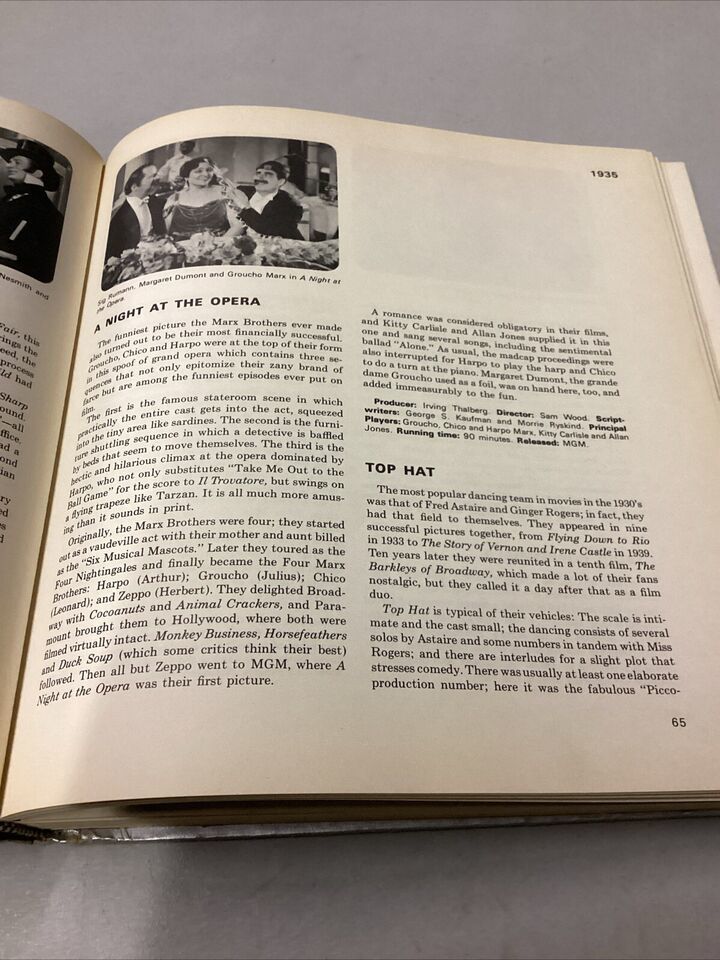 Nesmith and
Fair, this
rings the
eed, the
process
ld had
Sharp
ound.
—all
ffice.
ad a
ond
ian
ry
es
s
d
1935
Sig Rumann, Margaret Dumont and Groucho Marx in A Night at
the Opera.
A NIGHT AT THE OPERA
The funniest picture the Marx Brothers ever made
also turned out to be their most financially successful.
Groucho, Chico and Harpo were at the top of their form
in this spoof of grand opera which contains three se-
quences that not only epitomize their zany brand of
farce but are among the funniest episodes ever put on
film.
The first is the famous stateroom scene in which
practically the entire cast gets into the act, squeezed
into the tiny area like sardines. The second is the furni-
ture shuttling sequence in which a detective is baffled
by beds that seem to move themselves. The third is the
hectic and hilarious climax at the opera dominated by
Harpo, who not only substitutes “Take Me Out to the
Ball Game” for the score to Il Trovatore, but swings on
a flying trapeze like Tarzan. It is all much more amus-
ing than it sounds in print.
Originally, the Marx Brothers were four; they started
out as a vaudeville act with their mother and aunt billed
as the “Six Musical Mascots.” Later they toured as the
Four Nightingales and finally became the Four Marx
Brothers: Harpo (Arthur); Groucho (Julius); Chico
(Leonard); and Zeppo (Herbert). They delighted Broad-
way with Cocoanuts and Animal Crackers, and Para-
mount brought them to Hollywood, where both were
filmed virtually intact. Monkey Business, Horsefeathers
and Duck Soup (which some critics think their best)
followed. Then all but Zeppo went to MGM, where A
Night at the Opera was their first picture.
A romance was considered obligatory in their films,
and Kitty Carlisle and Allan Jones supplied it in this
one and sang several songs, including the sentimental
ballad “Alone.” As usual, the madcap proceedings were
also interrupted for Harpo to play the harp and Chico
to do a turn at the piano. Margaret Dumont, the grande
dame Groucho used as a foil, was on hand here, too, and
added immeasurably to the fun.
Producer: Irving Thalberg. Director: Sam Wood. Script-
writers: George S. Kaufman and Morrie Ryskind. Principal
Players: Groucho, Chico and Harpo Marx, Kitty Carlisle and Allan
Jones. Running time: 90 minutes. Released: MGM.
TOP HAT
The most popular dancing team in movies in the 1930's
was that of Fred Astaire and Ginger Rogers; in fact, they
had that field to themselves. They appeared in nine
successful pictures together, from Flying Down to Rio
in 1933 to The Story of Vernon and Irene Castle in 1939.
Ten years later they were reunited in a tenth film, The
Barkleys of Broadway, which made a lot of their fans
nostalgic, but they called it a day after that as a film
duo.
Top Hat is typical of their vehicles: The scale is inti-
mate and the cast small; the dancing consists of several
solos by Astaire and some numbers in tandem with Miss
Rogers; and there are interludes for a slight plot that
stresses comedy. There was usually at least one elaborate
production number; here it was the fabulous “Picco-
65